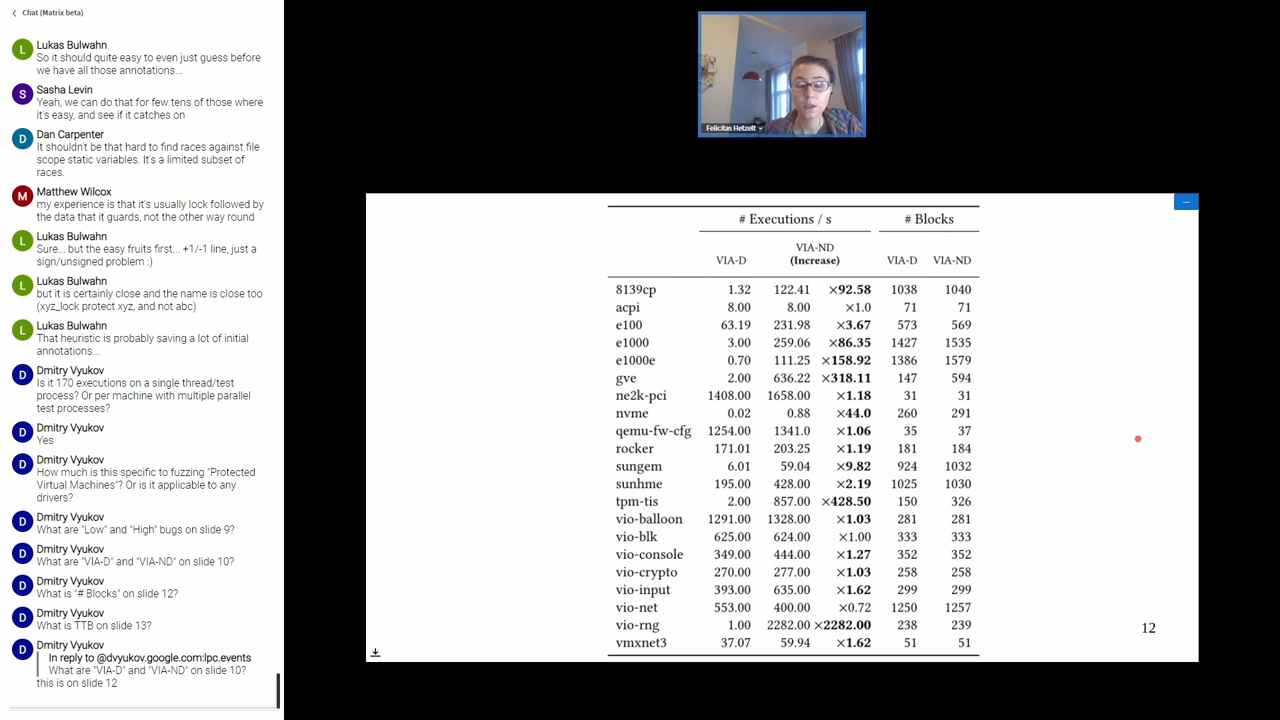 Chat (Matrix beta)
L
Lukas Bulwahn
So it should quite easy to even just guess before
we have all those annotations...
S
Sasha Levin
Yeah, we can do that for few tens of those where
it's easy, and see if it catches on
D
Dan Carpenter
It shouldn't be that hard to find races against file
scope static variables. It's a limited subset of
races.
M
Matthew Wilcox
my experience is that it's usually lock followed by
the data that it guards, not the other way round
L
Lukas Bulwahn
Sure... but the easy fruits first... +1/-1 line, just a
sign/unsigned problem :)
L
Lukas Bulwahn
but it is certainly close and the name is close too
(xyz_lock protect xyz, and not abc)
L
Lukas Bulwahn
That heuristic is probably saving a lot of initial
annotations...
D
Dmitry Vyukov
Is it 170 executions on a single thread/test
process? Or per machine with multiple parallel
test processes?
D
Dmitry Vyukov
Yes
D
Dmitry Vyukov
How much is this specific to fuzzing "Protected
Virtual Machines"? Or is it applicable to any
drivers?
D
Dmitry Vyukov
What are "Low" and "High" bugs on slide 9?
D
Dmitry Vyukov
What are "VIA-D" and "VIA-ND" on slide 10?
D
Dmitry Vyukov
What is "# Blocks" on slide 12?
D
Dmitry Vyukov
What is TTB on slide 13?
D
Dmitry Vyukov
In reply to @dvyukov.google.com:lpc.events
What are "VIA-D" and "VIA-ND" on slide 10?
this is on slide 12
Felicitas Hetzelt
# Executions / s # Blocks
VIA-D VIA-ND (Increase) VIA-D VIA-ND
8139cp 1.32 122.41 ×92.58 1038 1040
acpi 8.00 8.00 ×1.0 71 71
e100 63.19 231.98 ×3.67 573 569
e1000 3.00 259.06 ×86.35 1427 1535
e1000e 0.70 111.25 ×158.92 1386 1579
gve 2.00 636.22 ×318.11 147 594
ne2k-pci 1408.00 1658.00 ×1.18 31 31
nvme 0.02 0.88 ×44.0 260 291
qemu-fw-cfg 1254.00 1341.0 ×1.06 35 37
rocker 171.01 203.25 ×1.19 181 184
sungem 6.01 59.04 ×9.82 924 1032
sunhme 195.00 428.00 ×2.19 1025 1030
tpm-tis 2.00 857.00 ×428.50 150 326
vio-balloon 1291.00 1328.00 ×1.03 281 281
vio-blk 625.00 624.00 ×1.00 333 333
vio-console 349.00 444.00 ×1.27 352 352
vio-crypto 270.00 277.00 ×1.03 258 258
vio-input 393.00 635.00 ×1.62 299 299
vio-net 553.00 400.00 ×0.72 1250 1257
vio-rng 1.00 2282.00 ×2282.00 238 239
vmxnet3 37.07 59.94 ×1.62 51 51
12